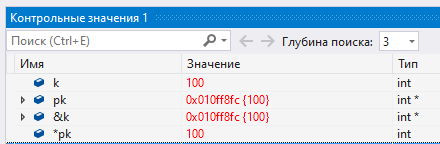 Контрольные значения 1
Поиск (Ctrl+E) Глубина поиска: 3
Имя Значение Тип
k 100 int
pk 0x010ff8fc {100} int *
&k 0x010ff8fc {100} int *
*pk 100 int